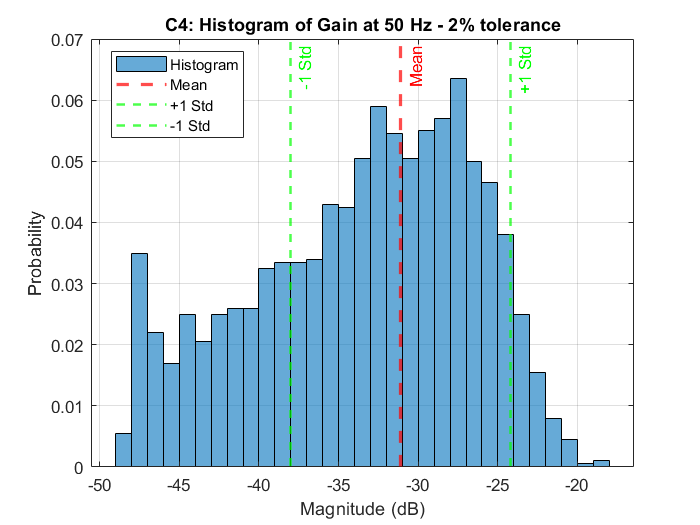 C4: Histogram of Gain at 50 Hz - 2% tolerance
0.07
0.06
0.05
0.04
0.03
0.02
0.01
0
Probability
Histogram
Mean
+1 Std
-1 Std
-1 Std
Mean
+1 Std
-50 -45 -40 -35 -30 -25 -20
Magnitude (dB)